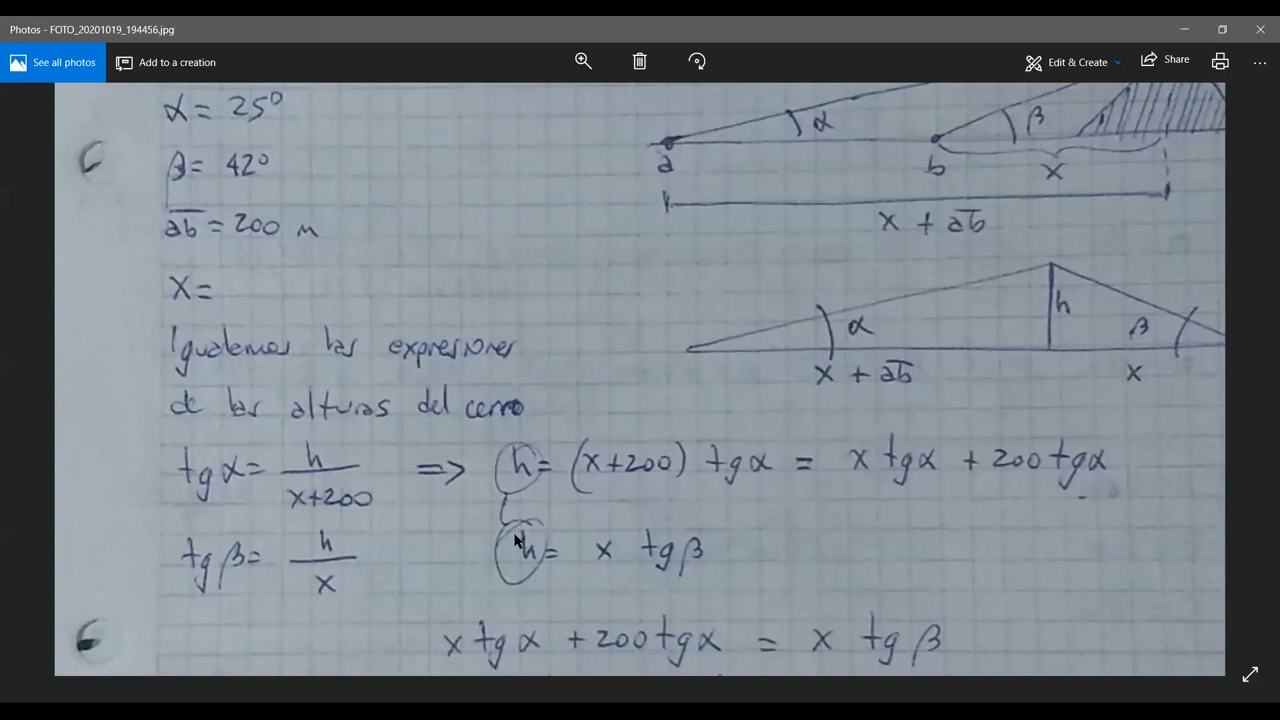 Photos - FOTO_20201019_194456.jpg
See all photos
Add to a creation
Edit & Create
Share
α = 25°
β = 42°
ab = 200 m
x =
Igualamos las expresiones
de las alturas del cerro
tg α = h / x+200 => h = (x+200) tg α = x tg α + 200 tg α
tg β = h / x
h = x tg β
x tg α + 200 tg α = x tg β
α
β
a
b
x
x + ab
h
α
β
x + ab
x